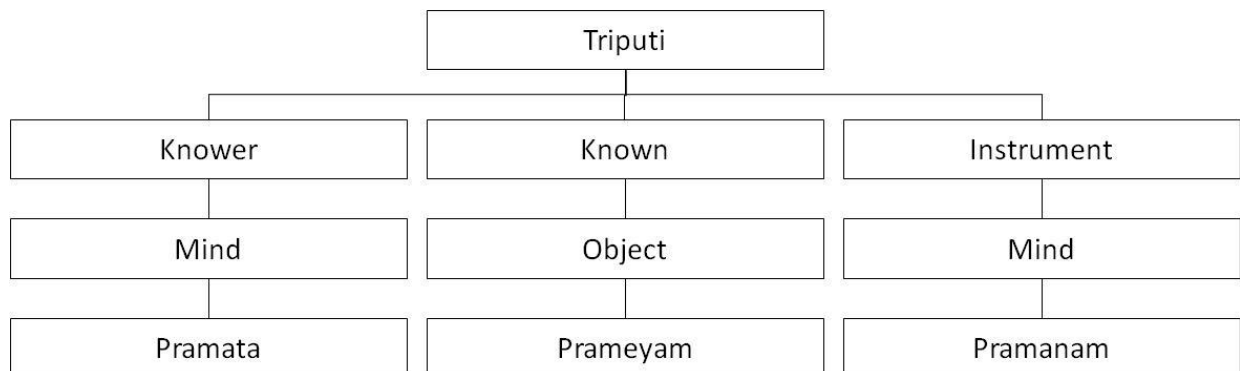 Triputi
Knower
Known
Instrument
Mind
Object
Mind
Pramata
Prameyam
Pramanam